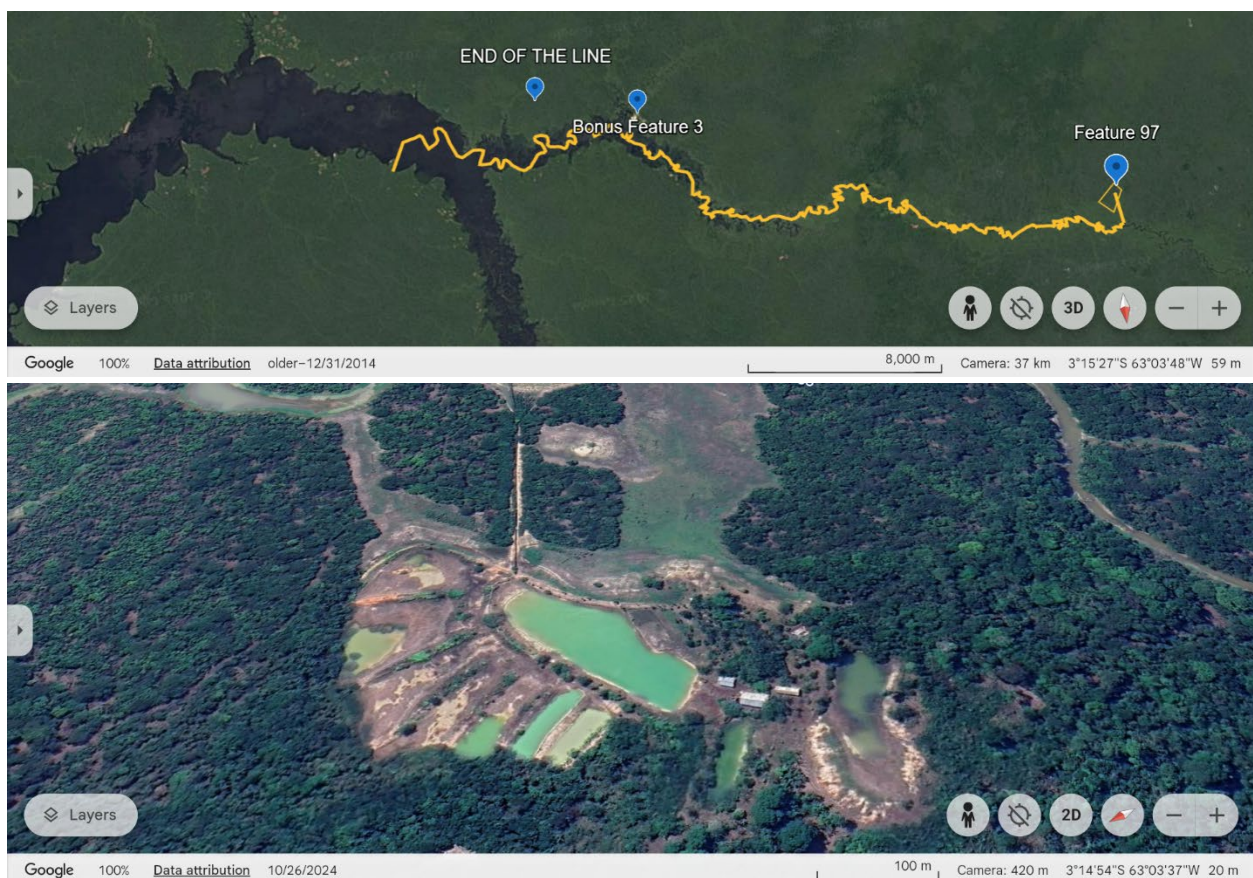 END OF THE LINE
Bonus Feature 3
Feature 97
Layers
3D
Google 100% Data attribution older–12/31/2014 8,000 m Camera: 37 km 3°15'27"S 63°03'48"W 59 m
Layers
2D
Google 100% Data attribution 10/26/2024 100 m Camera: 420 m 3°14'54"S 63°03'37"W 20 m